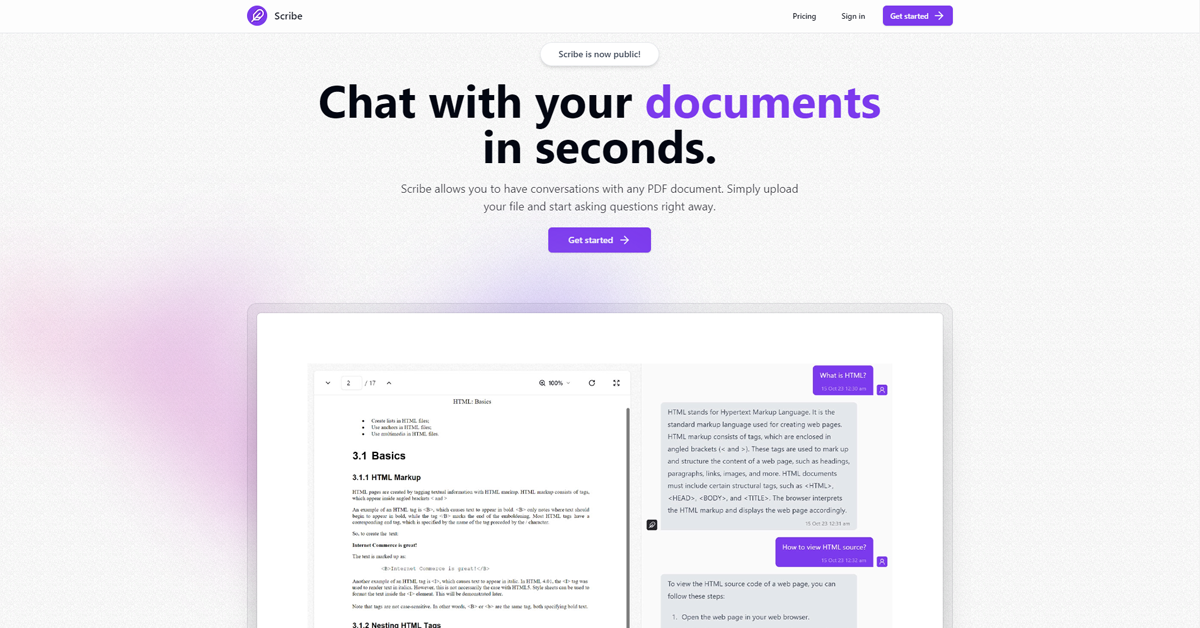 Scribe
Pricing
Sign in
Get started
Scribe is now public!
Chat with your documents
in seconds.
Scribe allows you to have conversations with any PDF document. Simply upload
your file and start asking questions right away.
Get started
2 / 17
100%
HTML: Basics
Create lists in HTML files;
Use anchors in HTML files;
Use multimedia in HTML files.
3.1 Basics
3.1.1 HTML Markup
HTML pages are created by tagging textual information with HTML markup. HTML markup consists of tags,
which appear inside angled brackets < and >
An example of an HTML tag is <B>, which causes text to appear in bold. <B> only notes where text should
begin to appear in bold, while the tag </B> marks the end of the emboldening. Most HTML tags have a
corresponding end tag, which is specified by the name of the tag preceded by the / character.
So, to create the text:
Internet Commerce is great!
The text is marked up as:
<B>Internet Commerce is great!</B>
Another example of an HTML tag is <I>, which causes text to appear in italic. In HTML 4.01, the <I> tag was
used to render text in italics. However, this is not necessarily the case with HTML5. Style sheets can be used to
format the text inside the <I> element. This will be demonstrated later.
Note that tags are not case-sensitive. In other words, <B> or <b> are the same tag, both specifying bold text.
3.1.2 Nesting HTML Tags
What is HTML?
15 Oct 23 12:30 am
HTML stands for Hypertext Markup Language. It is the
standard markup language used for creating web pages.
HTML markup consists of tags, which are enclosed in
angled brackets (< and >). These tags are used to mark up
and structure the content of a web page, such as headings,
paragraphs, links, images, and more. HTML documents
must include certain structural tags, such as <HTML>,
<HEAD>, <BODY>, and <TITLE>. The browser interprets
the HTML markup and displays the web page accordingly.
15 Oct 23 12:31 am
How to view HTML source?
15 Oct 23 12:32 am
To view the HTML source code of a web page, you can
follow these steps:
1. Open the web page in your web browser.